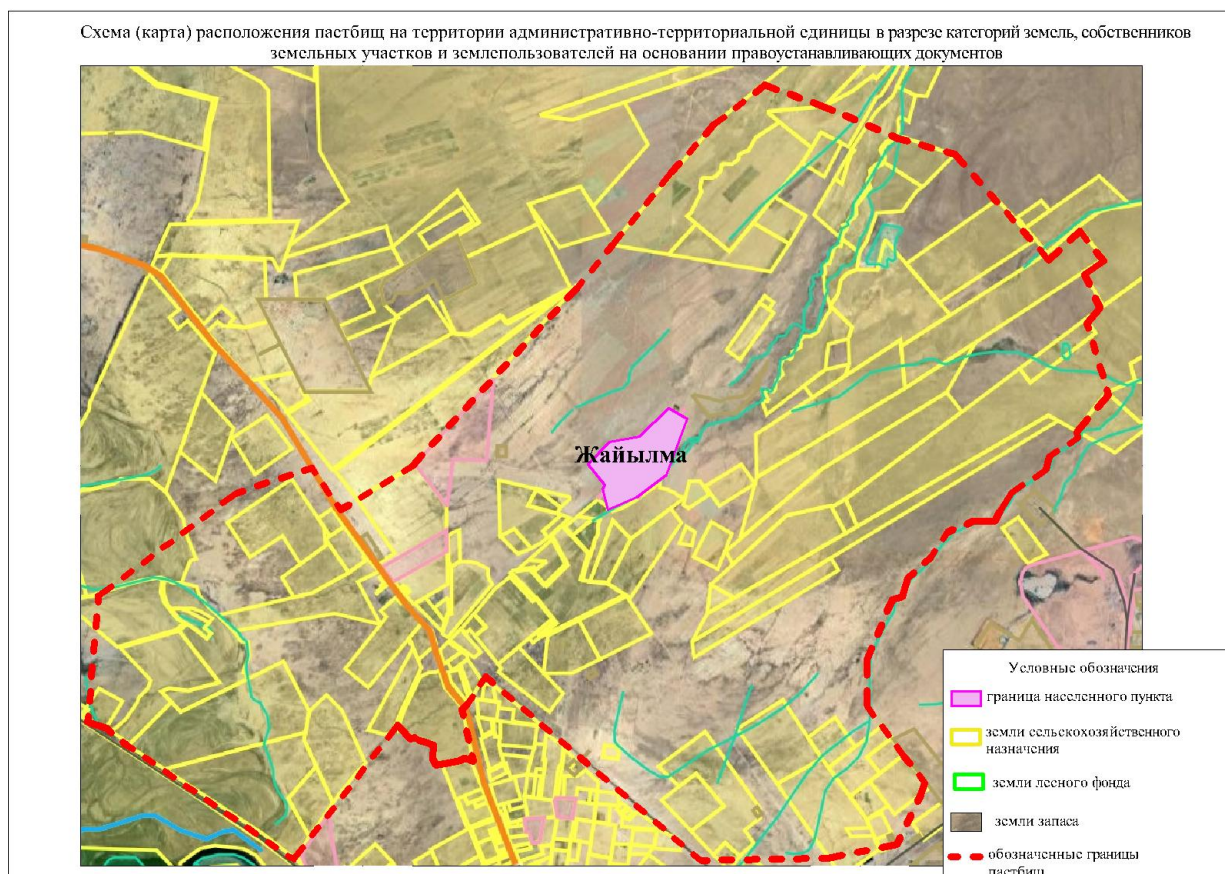 Схема (карта) расположения пастбищ на территории административно-территориальной единицы в разрезе категорий земель, собственников
земельных участков и землепользователей на основании правоустанавливающих документов
Жайылма
Условные обозначения
граница населенного пункта
земли сельскохозяйственного
назначения
земли лесного фонда
земли запаса
обозначенные границы
пастбищ